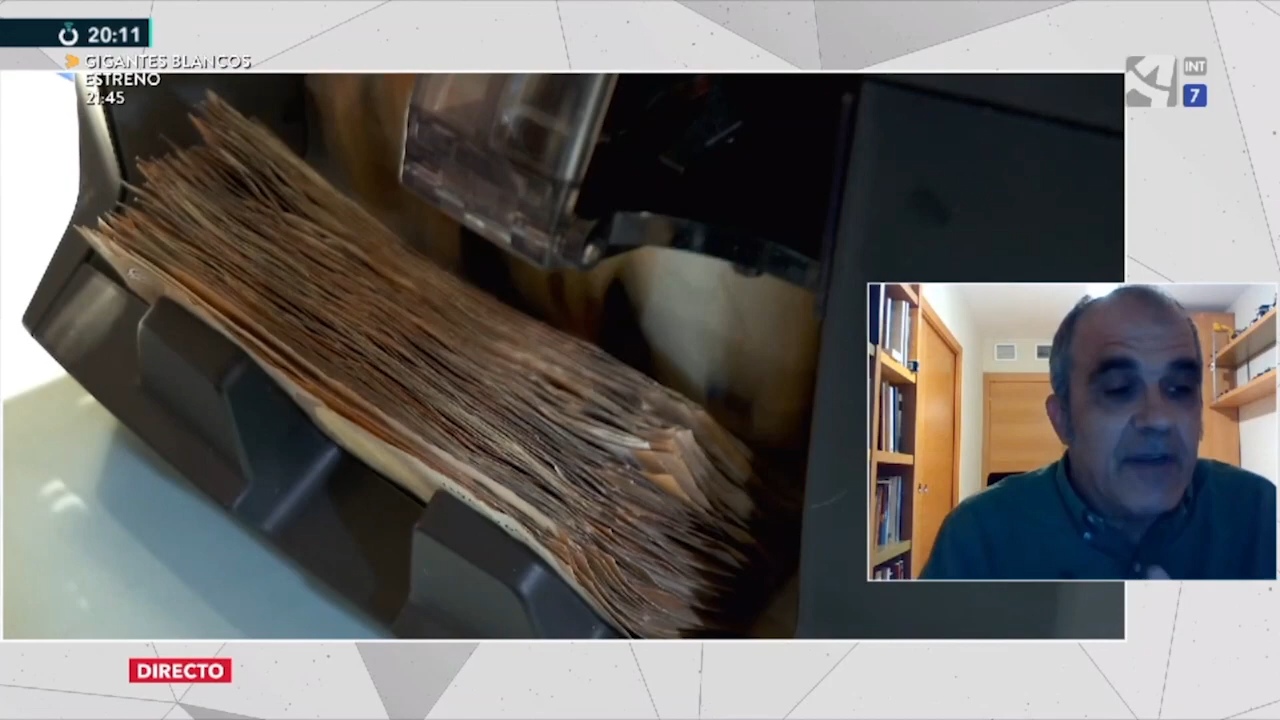 20:11
GIGANTES BLANCOS
ESTRENO
21:45
INT
7
DIRECTO